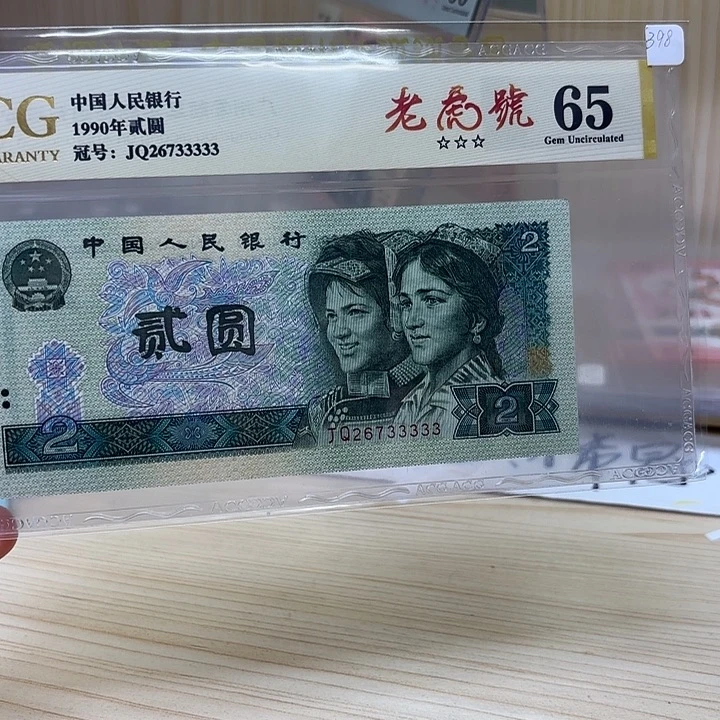 398
CG
ARANTY
中国人民银行
1990年贰圆
冠号：JQ26733333
老虎號
☆☆☆
65
Gem Uncirculated
中国人民银行
2
贰圆
2
2
JQ26733333
ACGACG